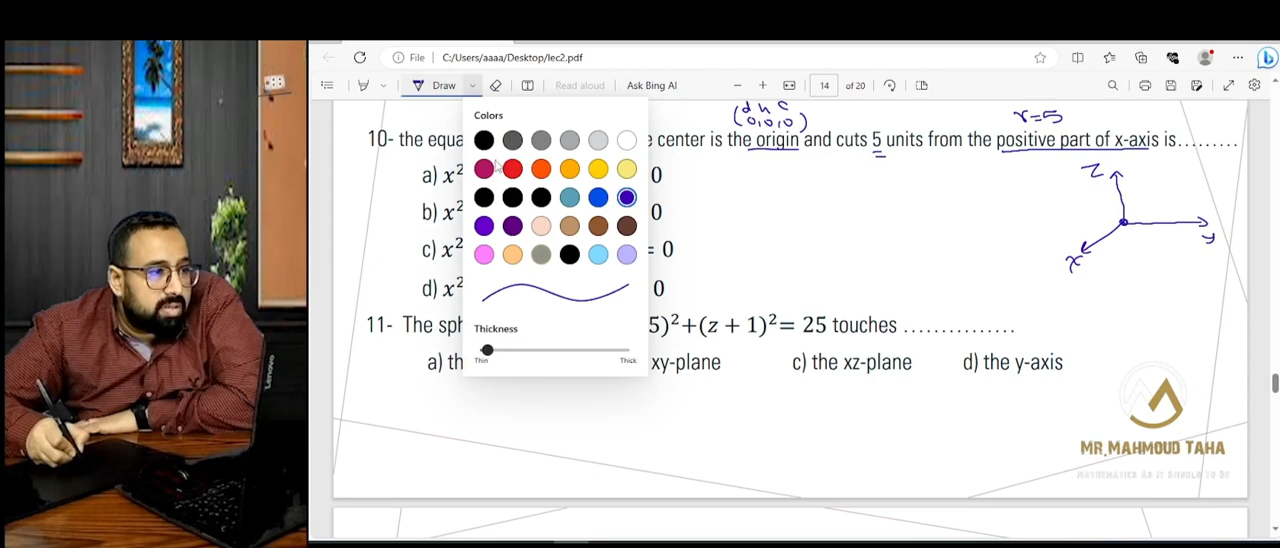 File C:/Users/aaaa/Desktop/lec2.pdf
Draw Read aloud Ask Bing AI 14 of 20
Colors
(0,0,0)
r=5
10- the equa e center is the origin and cuts 5 units from the positive part of x-axis is.........
a) x² 0
b) x² 0
c) x² = 0
d) x² 0
z
y
x
Thickness
Thin Thick
11- The sph 5)²+(z + 1)²= 25 touches ...............
a) th xy-plane c) the xz-plane d) the y-axis
MR.MAHMOUD TAHA
MATHEMATICS AS IT SHOULD TO BE
Lenovo